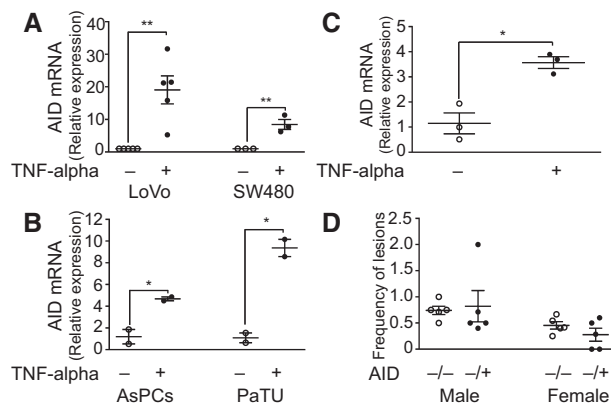 A
AID mRNA
(Relative expression)
40
30
20
10
0
**
**
TNF-alpha – + – +
LoVo SW480
B
AID mRNA
(Relative expression)
12
10
8
6
4
2
0
*
*
TNF-alpha – + – +
AsPCs PaTU
C
AID mRNA
(Relative expression)
5
4
3
2
1
0
*
TNF-alpha – +
D
Frequency of lesions
2.5
2.0
1.5
1.0
0.5
0
AID –/– –/+ –/– –/+
Male Female